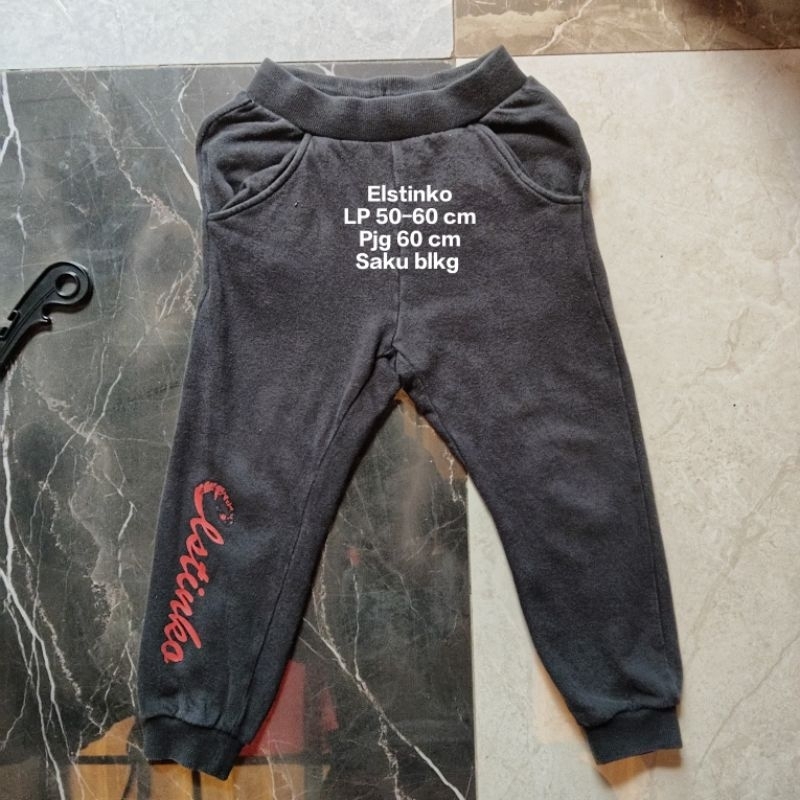 Elstinko
LP 50-60 cm
Pjg 60 cm
Saku blkg
Elstinko